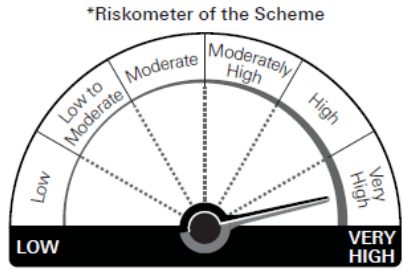 *Riskometer of the Scheme
Low
Low to
Moderate
Moderate
Moderately
High
High
Very
High
LOW
VERY
HIGH